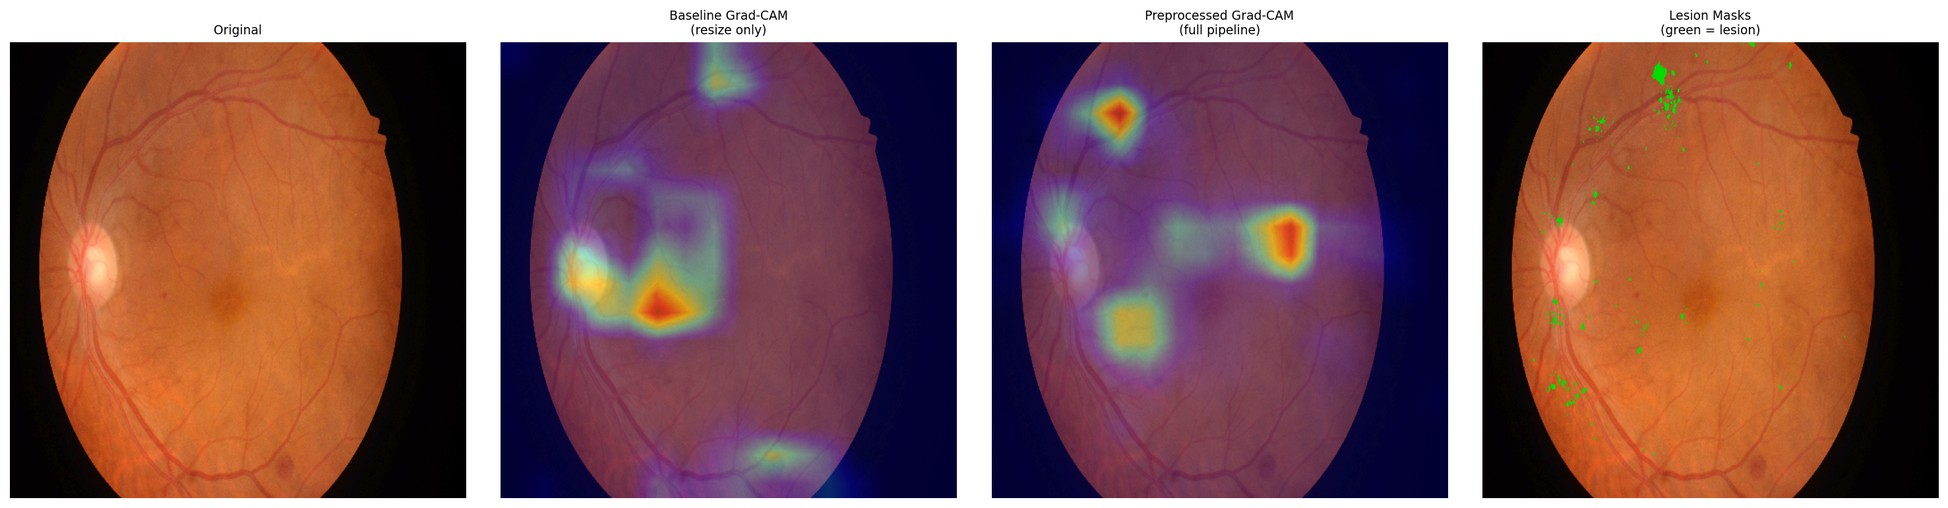 Original
Baseline Grad-CAM
(resize only)
Preprocessed Grad-CAM
(full pipeline)
Lesion Masks
(green = lesion)